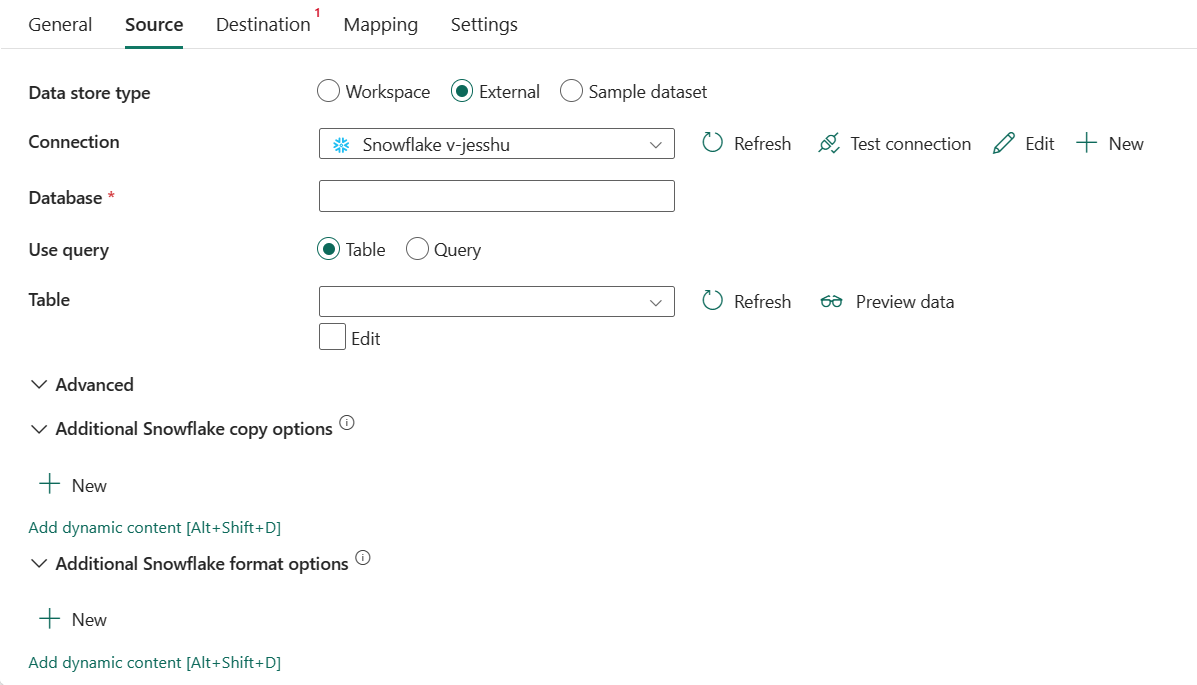 General Source Destination 1 Mapping Settings
Data store type Workspace External Sample dataset
Connection Snowflake v-jesshu Refresh Test connection Edit New
Database *
Use query Table Query
Table Refresh Preview data
Edit
Advanced
Additional Snowflake copy options
New
Add dynamic content [Alt+Shift+D]
Additional Snowflake format options
New
Add dynamic content [Alt+Shift+D]